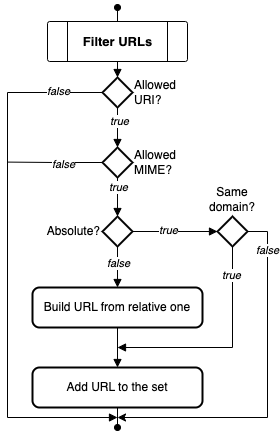 Filter URLs
false
Allowed
URI?
true
false
Allowed
MIME?
true
Same
domain?
Absolute?
true
false
false
true
Build URL from relative one
Add URL to the set